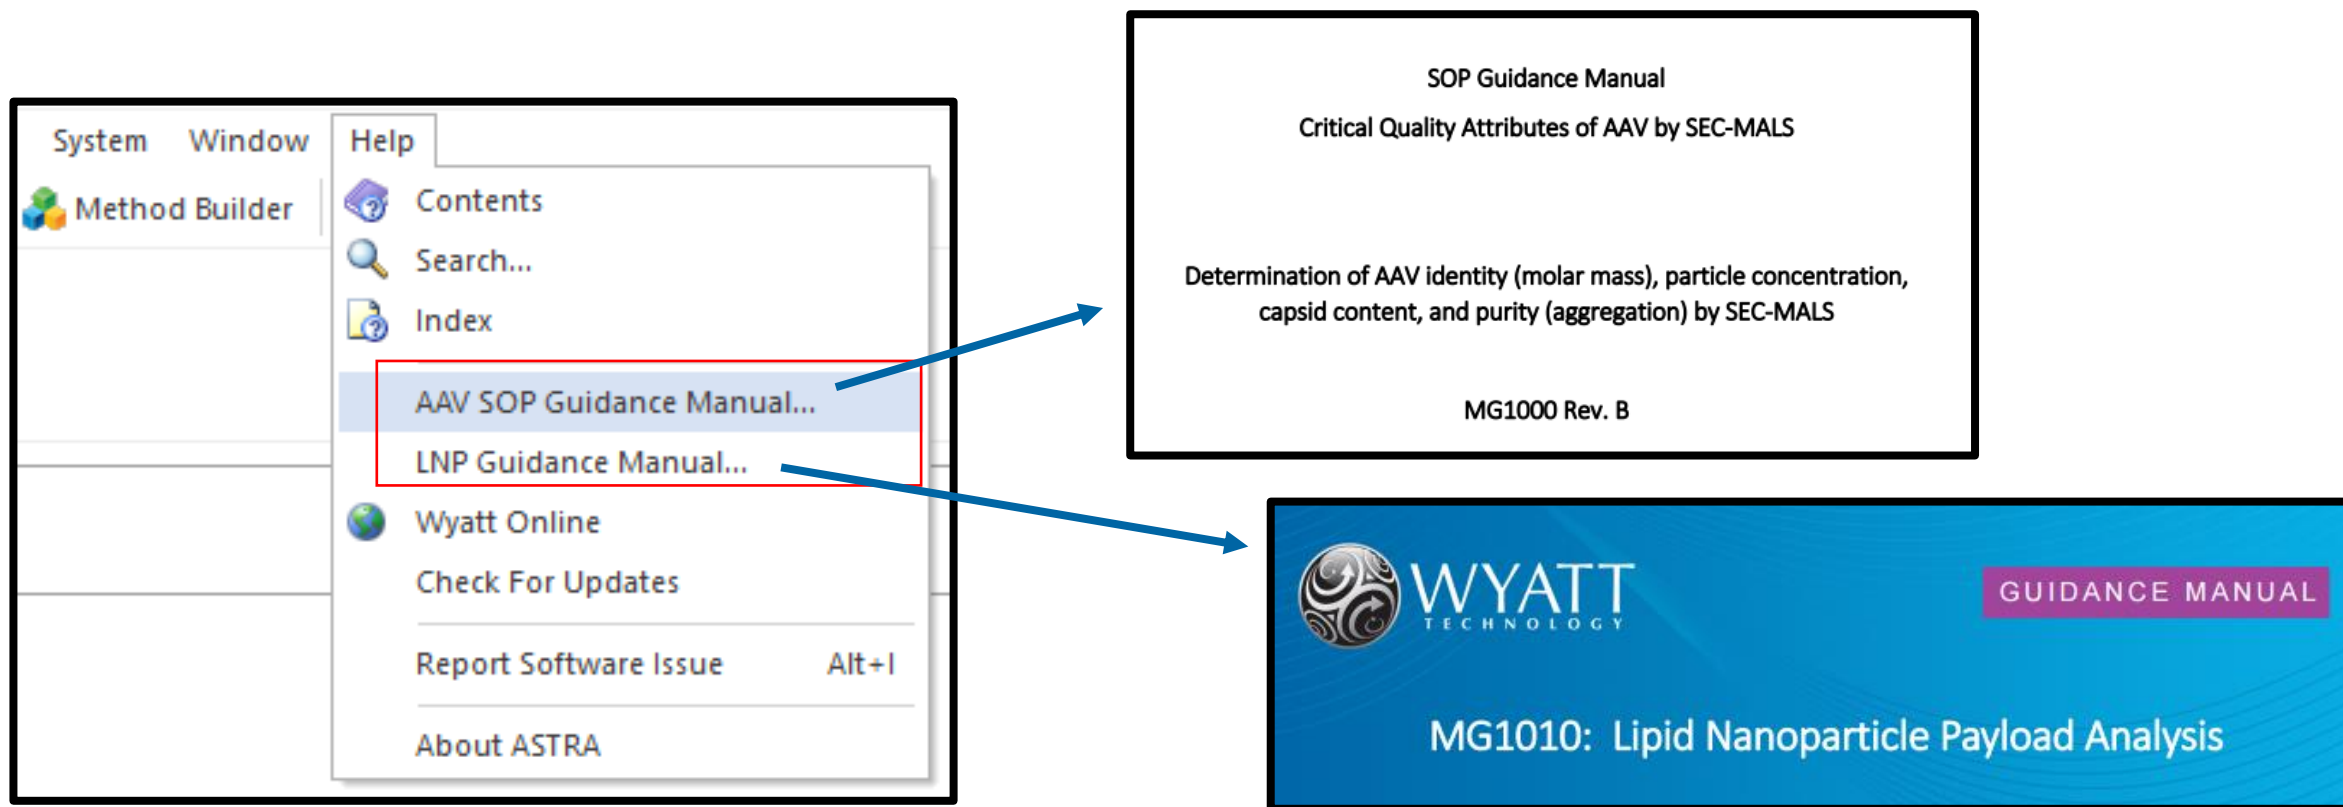 System Window Help
Method Builder
Contents
Search...
Index
AAV SOP Guidance Manual...
LNP Guidance Manual...
Wyatt Online
Check For Updates
Report Software Issue Alt+I
About ASTRA
SOP Guidance Manual
Critical Quality Attributes of AAV by SEC-MALS
Determination of AAV identity (molar mass), particle concentration,
capsid content, and purity (aggregation) by SEC-MALS
MG1000 Rev. B
WYATT
TECHNOLOGY
GUIDANCE MANUAL
MG1010: Lipid Nanoparticle Payload Analysis